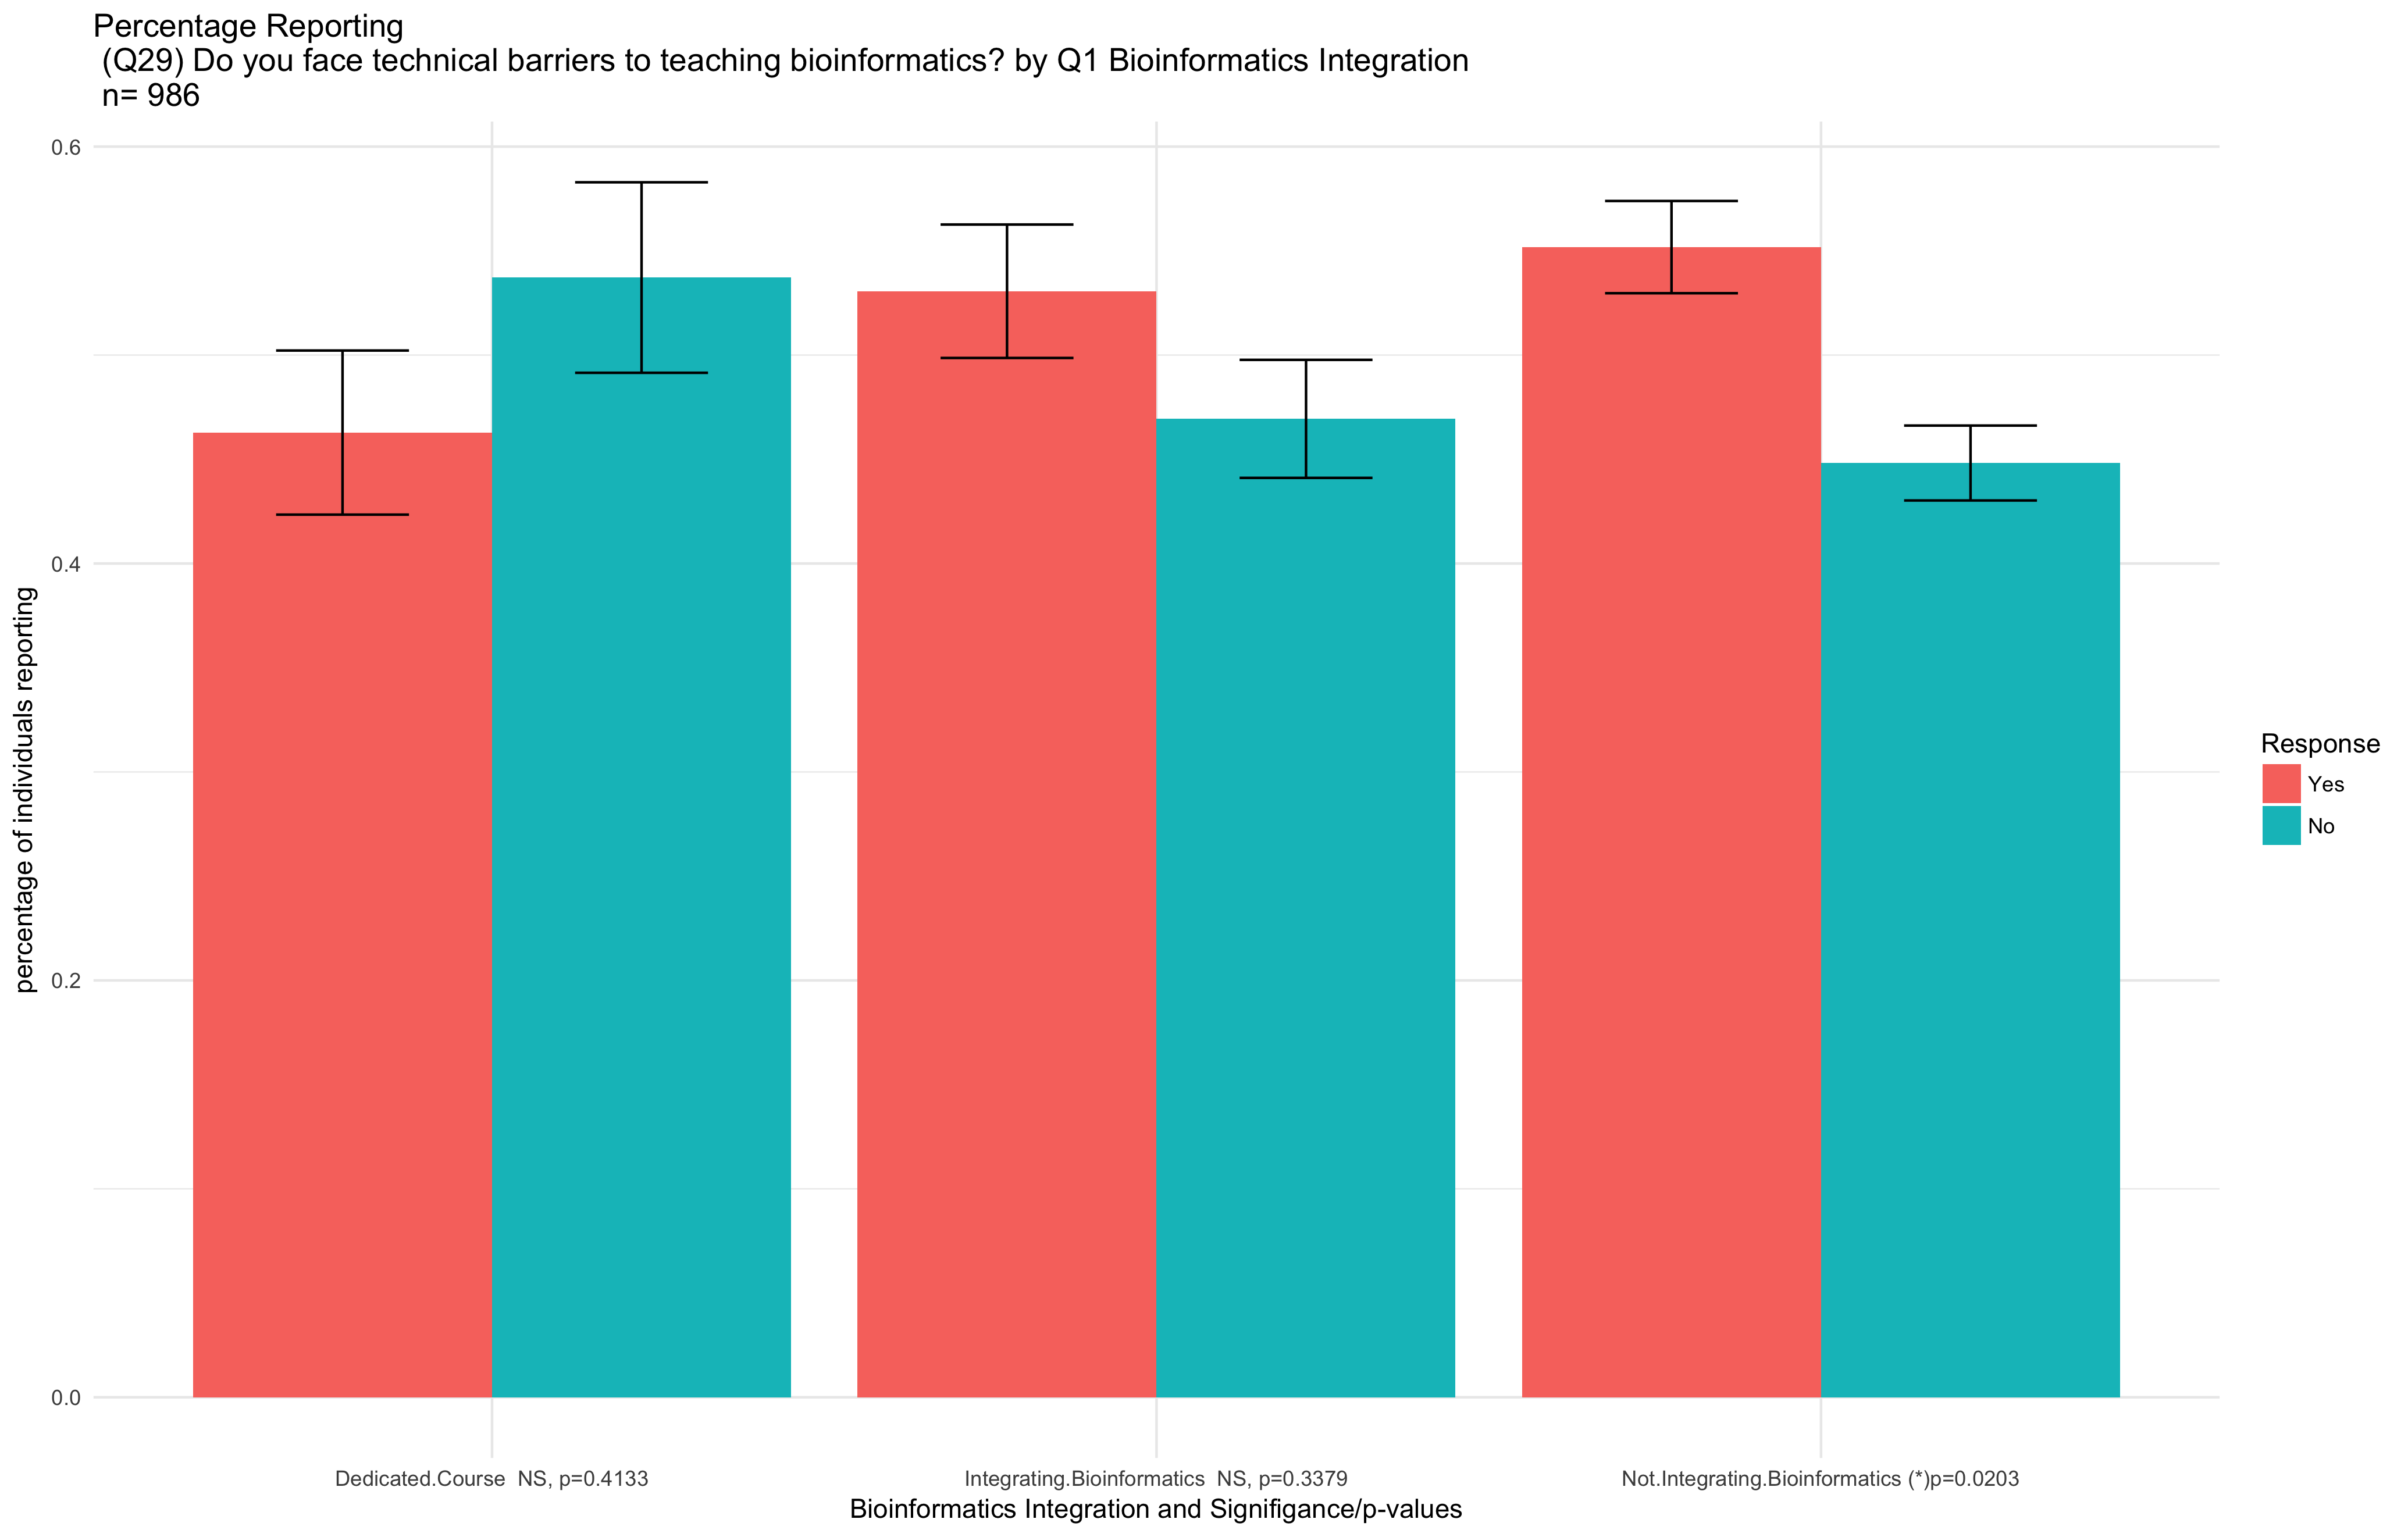 Percentage Reporting
(Q29) Do you face technical barriers to teaching bioinformatics? by Q1 Bioinformatics Integration
n= 986
0.6
0.4
0.2
0.0
percentage of individuals reporting
Response
Yes
No
Dedicated.Course  NS, p=0.4133
Integrating.Bioinformatics  NS, p=0.3379
Not.Integrating.Bioinformatics (*)p=0.0203
Bioinformatics Integration and Signifigance/p-values